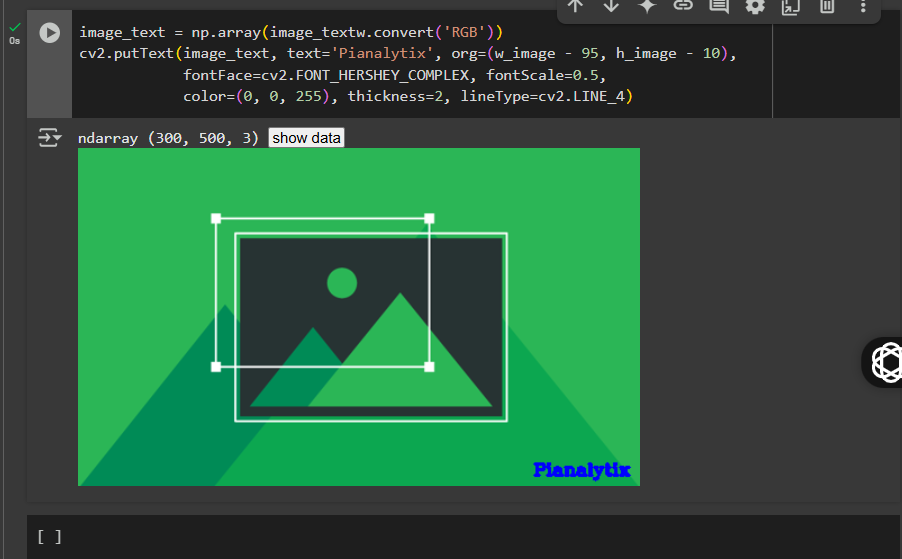 0s
image_text = np.array(image_textw.convert('RGB'))
cv2.putText(image_text, text='Pianalytix', org=(w_image - 95, h_image - 10),
fontFace=cv2.FONT_HERSHEY_COMPLEX, fontScale=0.5,
color=(0, 0, 255), thickness=2, lineType=cv2.LINE_4)
ndarray (300, 500, 3) show data
Pianalytix
[ ]